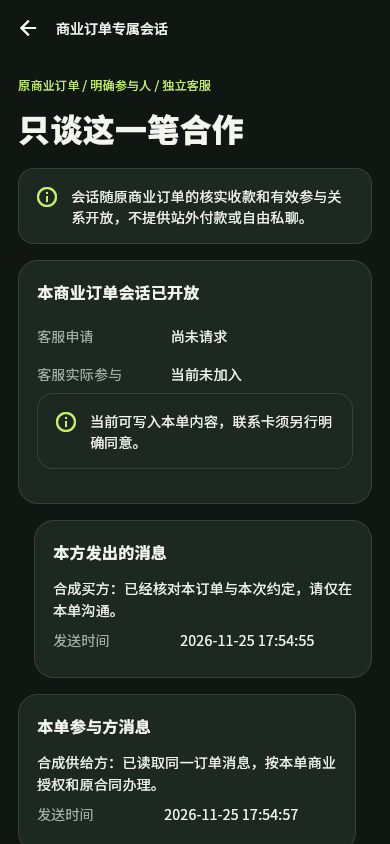 商业订单专属会话
原商业订单 / 明确参与人 / 独立客服
只谈这一笔合作
会话随原商业订单的核实收款和有效参与关
系开放，不提供站外付款或自由私聊。
本商业订单会话已开放
客服申请 尚未请求
客服实际参与 当前未加入
当前可写入本单内容，联系卡须另行明
确同意。
本方发出的消息
合成买方：已经核对本订单与本次约定，请仅在
本单沟通。
发送时间 2026-11-25 17:54:55
本单参与方消息
合成供给方：已读取同一订单消息，按本单商业
授权和原合同办理。
发送时间 2026-11-25 17:54:57